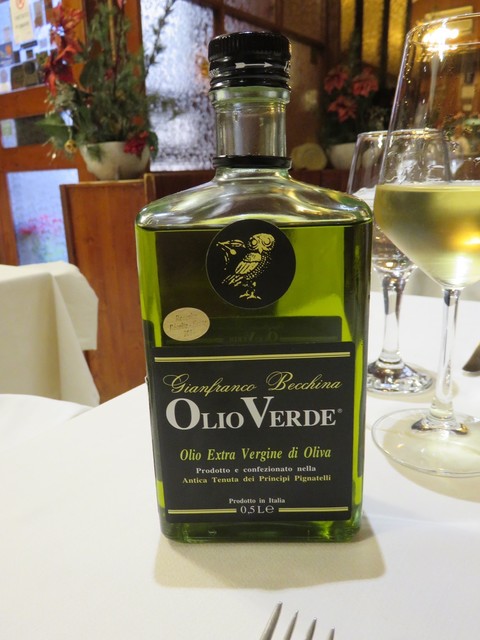 Gianfranco Becchina
OLIO VERDE®
Olio Extra Vergine di Oliva
Prodotto e confezionato nella
Antica Tenuta dei Principi Pignatelli
Prodotto in Italia
0,5 L e